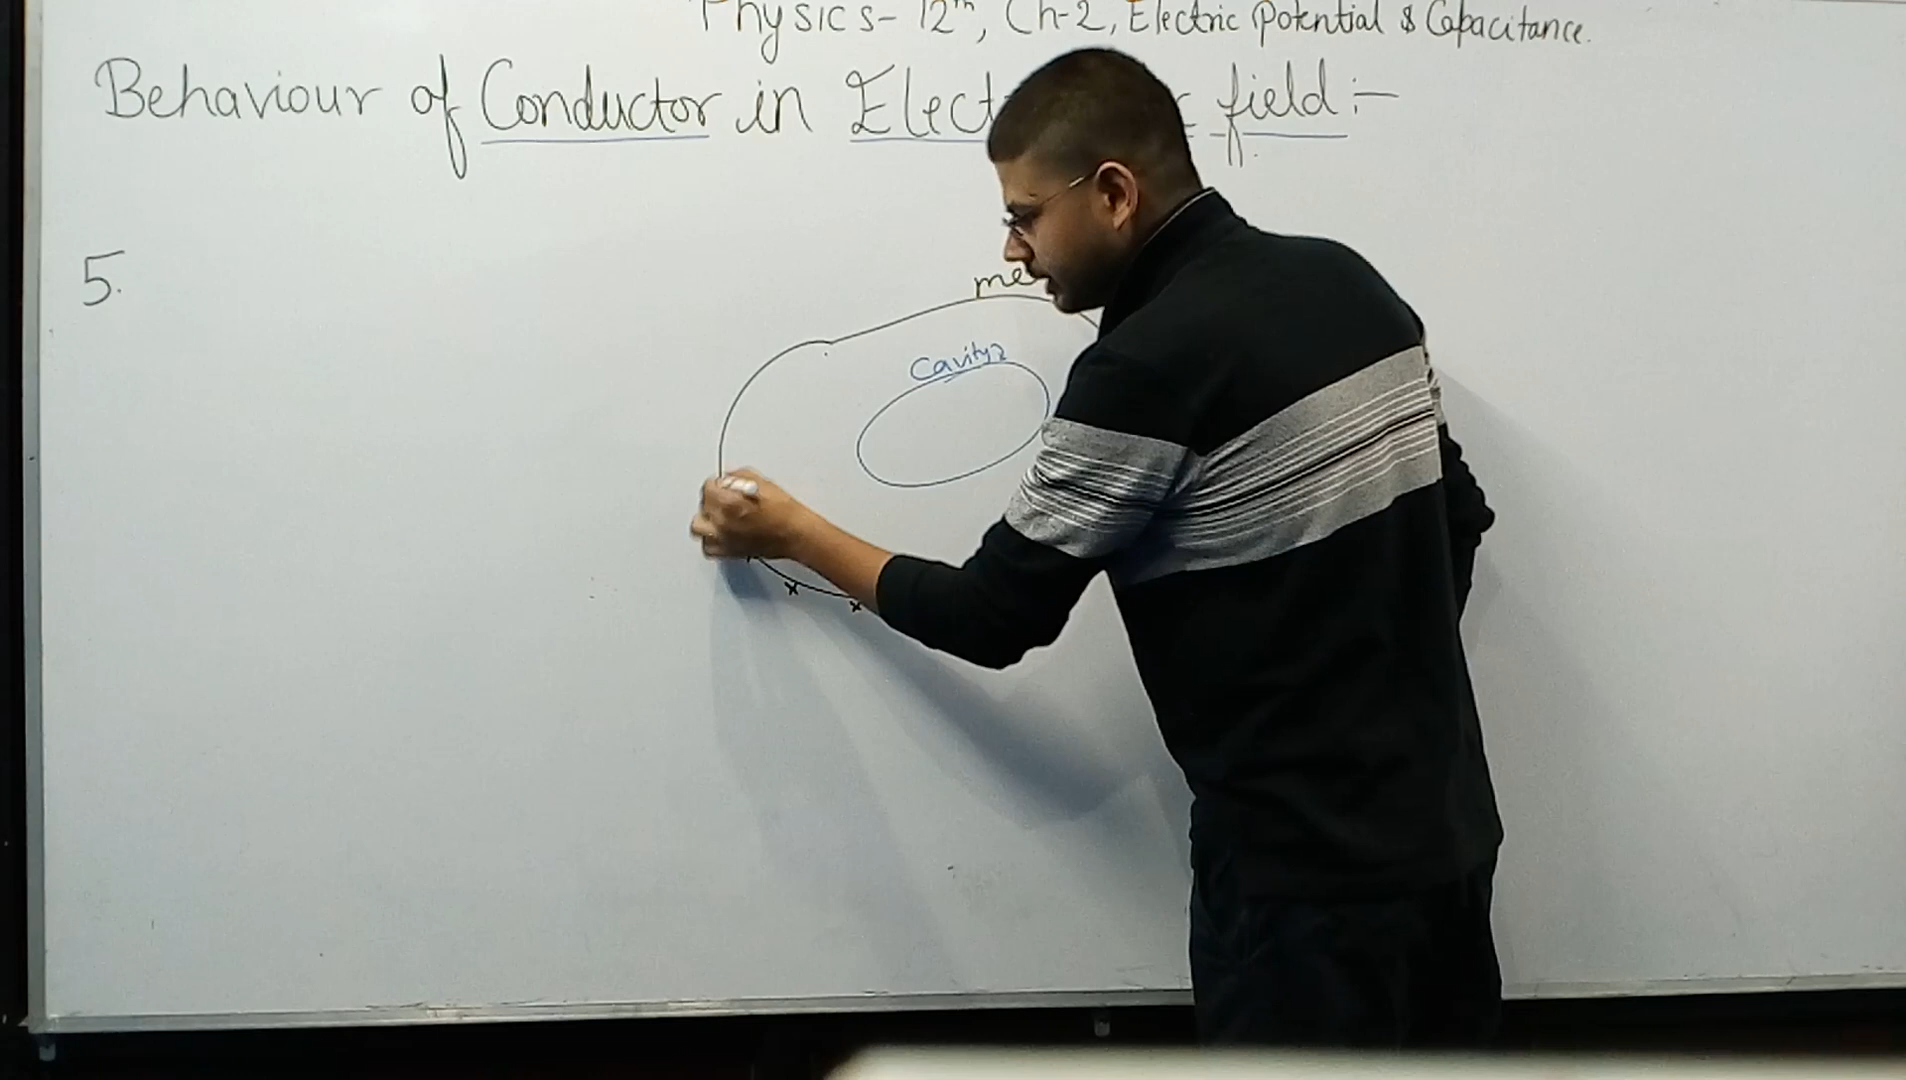 Physics- 12th, Ch-2, Electric Potential & Capacitance.
Behaviour of Conductor in Elect field :-
5.
me
Cavity